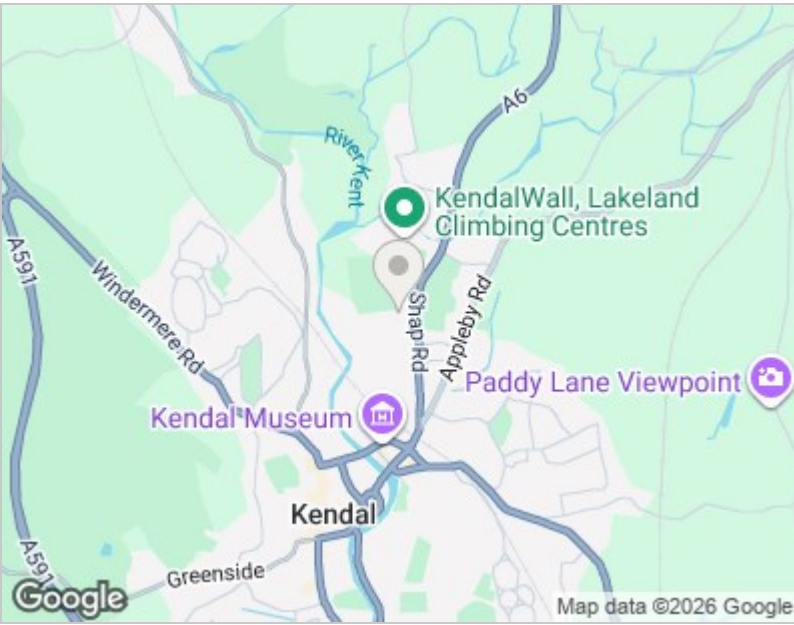 A6
River
Kent
KendalWall, Lakeland
Climbing Centres
A591
Windermere Rd
Shap Rd
Appleby Rd
Paddy Lane Viewpoint
Kendal Museum
Kendal
A591
Greenside
Google
Map data ©2026 Google